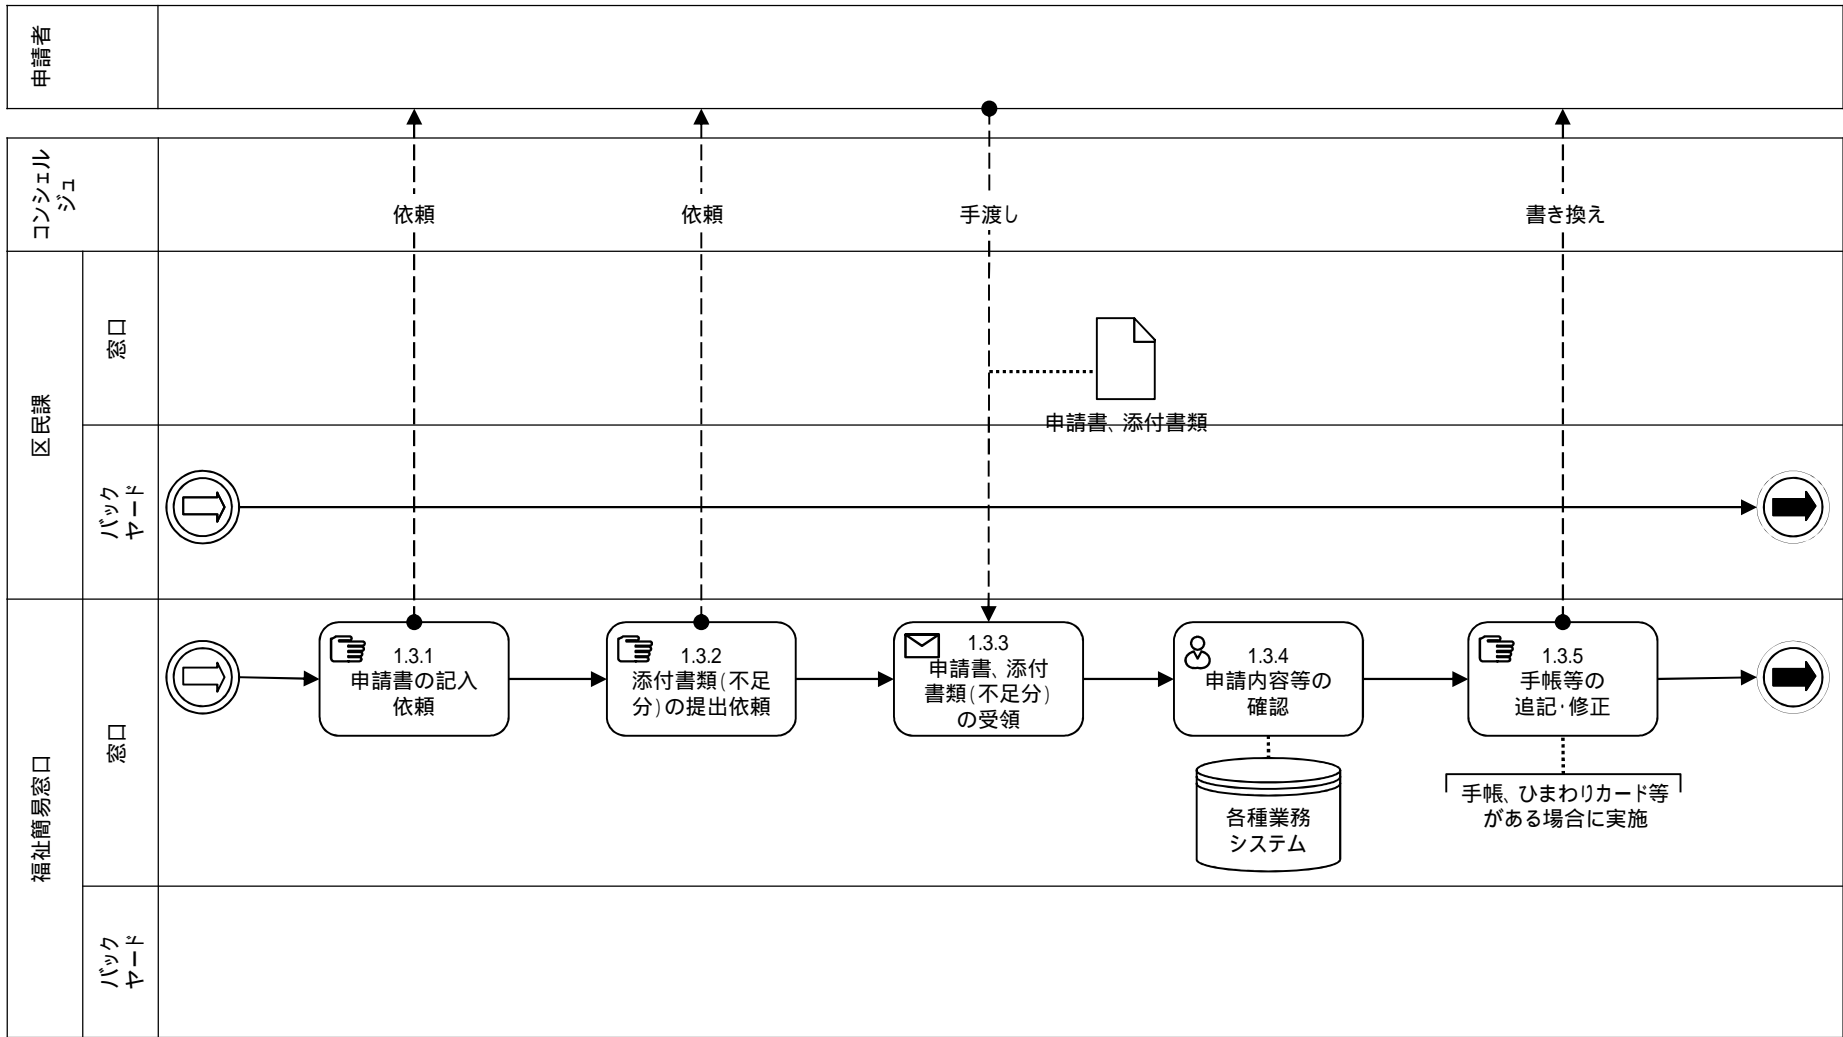 申請者
コンシェル
ジュ
依頼
依頼
手渡し
書き換え
区民課
窓口
申請書、添付書類
バック
ヤード
福祉簡易窓口
窓口
1.3.1
申請書の記入
依頼
1.3.2
添付書類(不足
分)の提出依頼
1.3.3
申請書、添付
書類(不足分)
の受領
1.3.4
申請内容等の
確認
1.3.5
手帳等の
追記・修正
各種業務
システム
手帳、ひまわりカード等
がある場合に実施
バック
ヤード